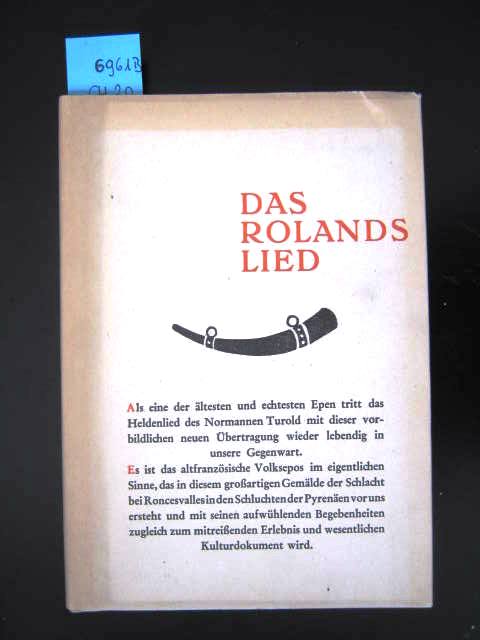 6961B
DAS
ROLANDS
LIED
Als eine der ältesten und echtesten Epen tritt das
Heldenlied des Normannen Turold mit dieser vor-
bildlichen neuen Übertragung wieder lebendig in
unsere Gegenwart.
Es ist das altfranzösische Volksepos im eigentlichen
Sinne, das in diesem großartigen Gemälde der Schlacht
bei Roncesvalles in den Schluchten der Pyrenäen vor uns
ersteht und mit seinen aufwühlenden Begebenheiten
zugleich zum mitreißenden Erlebnis und wesentlichen
Kulturdokument wird.